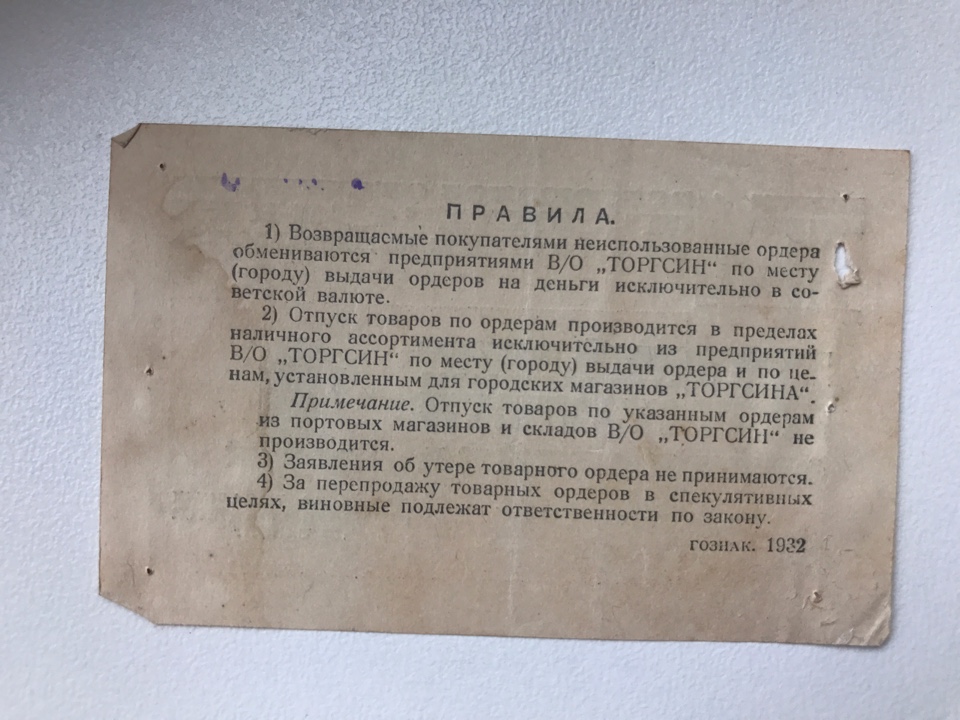 ПРАВИЛА.
1) Возвращаемые покупателями неиспользованные ордера
обмениваются предприятиями В/О „ТОРГСИН“ по месту
(городу) выдачи ордеров на деньги исключительно в со-
ветской валюте.
2) Отпуск товаров по ордерам производится в пределах
наличного ассортимента исключительно из предприятий
В/О „ТОРГСИН“ по месту (городу) выдачи ордера и по це-
нам, установленным для городских магазинов „ТОРГСИНА“.
Примечание. Отпуск товаров по указанным ордерам
из портовых магазинов и складов В/О „ТОРГСИН“ не
производится.
3) Заявления об утере товарного ордера не принимаются.
4) За перепродажу товарных ордеров в спекулятивных
целях, виновные подлежат ответственности по закону.
ГОЗНАК. 1932